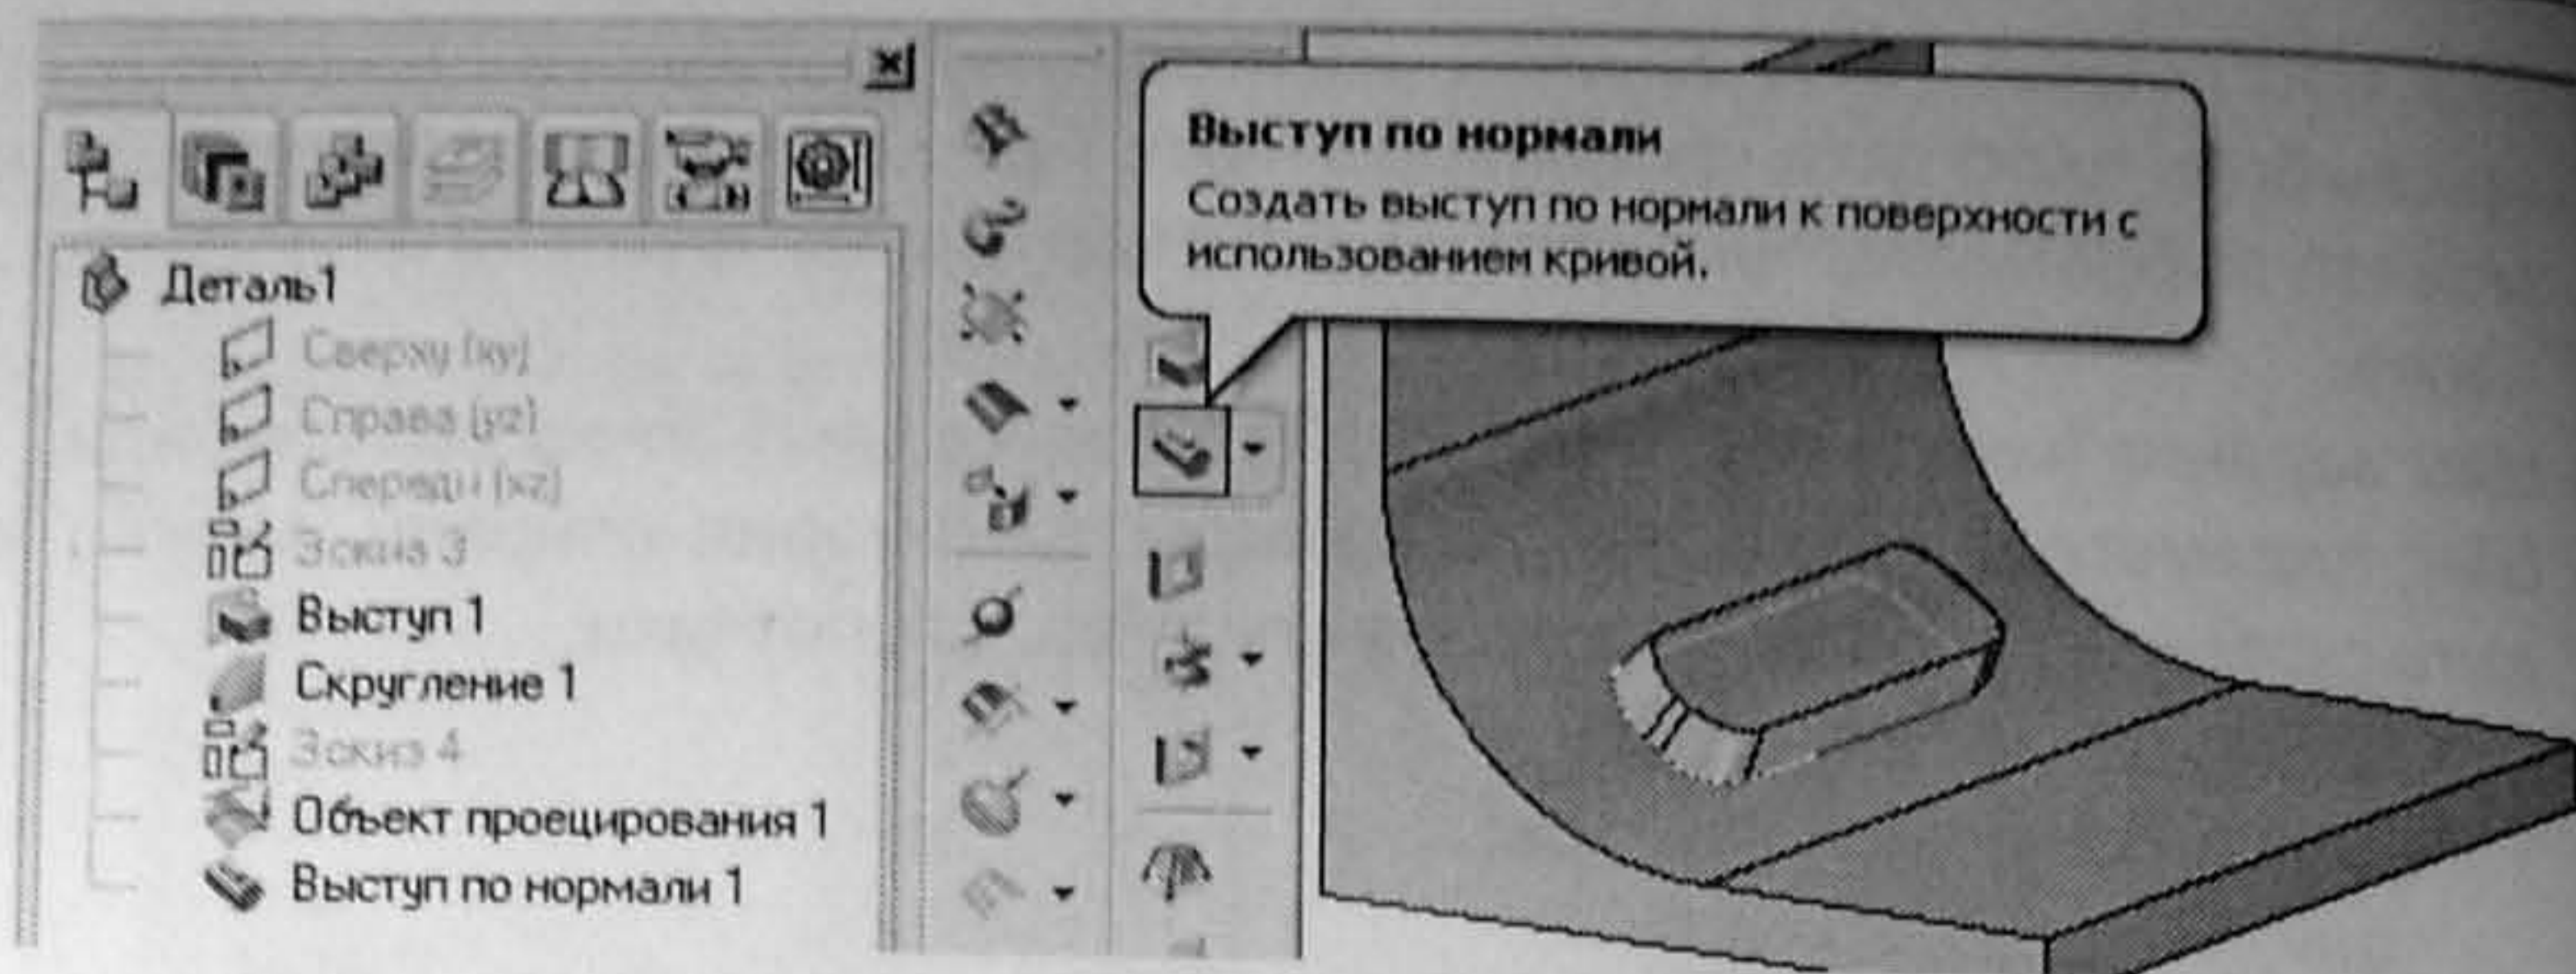 Выступ по нормали
Создать выступ по нормали к поверхности с
использованием кривой.
Деталь1
Сверху (xy)
Справа (yz)
Спереди (xz)
Эскиз 3
Выступ 1
Скругление 1
Эскиз 4
Объект проецирования 1
Выступ по нормали 1